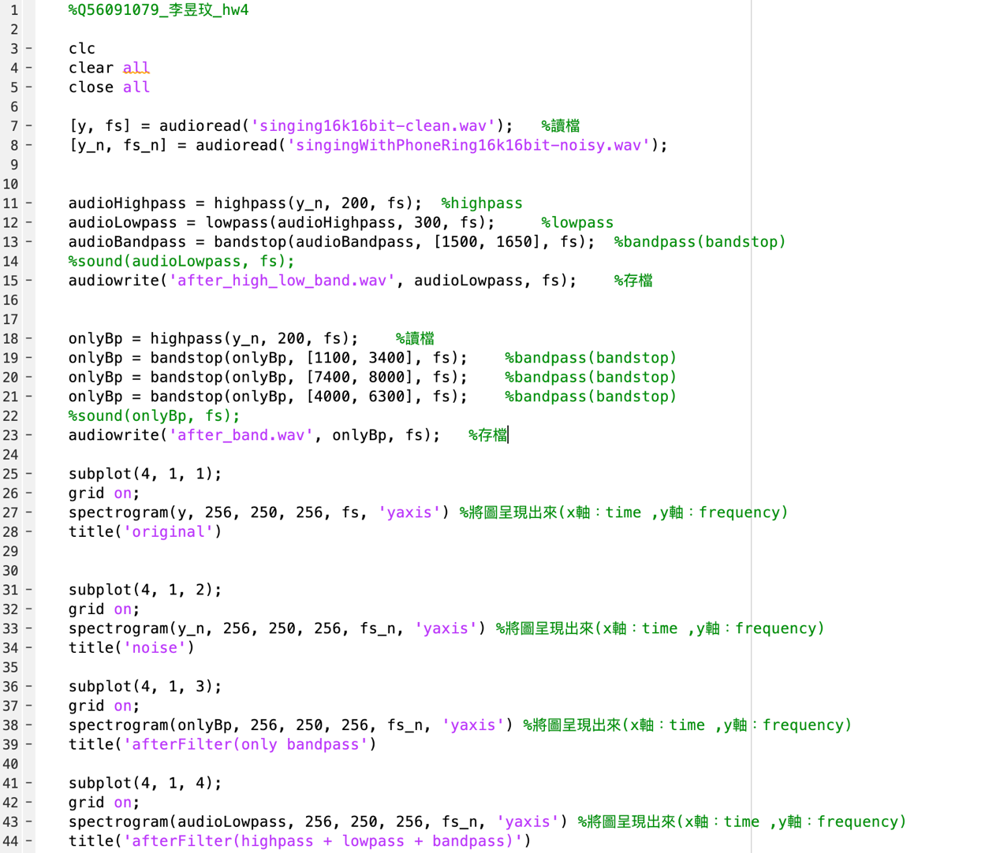 1 %Q56091079_李昱玟_hw4
2
3 – clc
4 – clear all
5 – close all
6
7 – [y, fs] = audioread('singing16k16bit-clean.wav'); %讀檔
8 – [y_n, fs_n] = audioread('singingWithPhoneRing16k16bit-noisy.wav');
9
10
11 – audioHighpass = highpass(y_n, 200, fs); %highpass
12 – audioLowpass = lowpass(audioHighpass, 300, fs); %lowpass
13 – audioBandpass = bandstop(audioBandpass, [1500, 1650], fs); %bandpass(bandstop)
14 %sound(audioLowpass, fs);
15 – audiowrite('after_high_low_band.wav', audioLowpass, fs); %存檔
16
17
18 – onlyBp = highpass(y_n, 200, fs); %讀檔
19 – onlyBp = bandstop(onlyBp, [1100, 3400], fs); %bandpass(bandstop)
20 – onlyBp = bandstop(onlyBp, [7400, 8000], fs); %bandpass(bandstop)
21 – onlyBp = bandstop(onlyBp, [4000, 6300], fs); %bandpass(bandstop)
22 %sound(onlyBp, fs);
23 – audiowrite('after_band.wav', onlyBp, fs); %存檔
24
25 – subplot(4, 1, 1);
26 – grid on;
27 – spectrogram(y, 256, 250, 256, fs, 'yaxis') %將圖呈現出來(x軸：time ,y軸：frequency)
28 – title('original')
29
30
31 – subplot(4, 1, 2);
32 – grid on;
33 – spectrogram(y_n, 256, 250, 256, fs_n, 'yaxis') %將圖呈現出來(x軸：time ,y軸：frequency)
34 – title('noise')
35
36 – subplot(4, 1, 3);
37 – grid on;
38 – spectrogram(onlyBp, 256, 250, 256, fs_n, 'yaxis') %將圖呈現出來(x軸：time ,y軸：frequency)
39 – title('afterFilter(only bandpass')
40
41 – subplot(4, 1, 4);
42 – grid on;
43 – spectrogram(audioLowpass, 256, 250, 256, fs_n, 'yaxis') %將圖呈現出來(x軸：time ,y軸：frequency)
44 – title('afterFilter(highpass + lowpass + bandpass)')